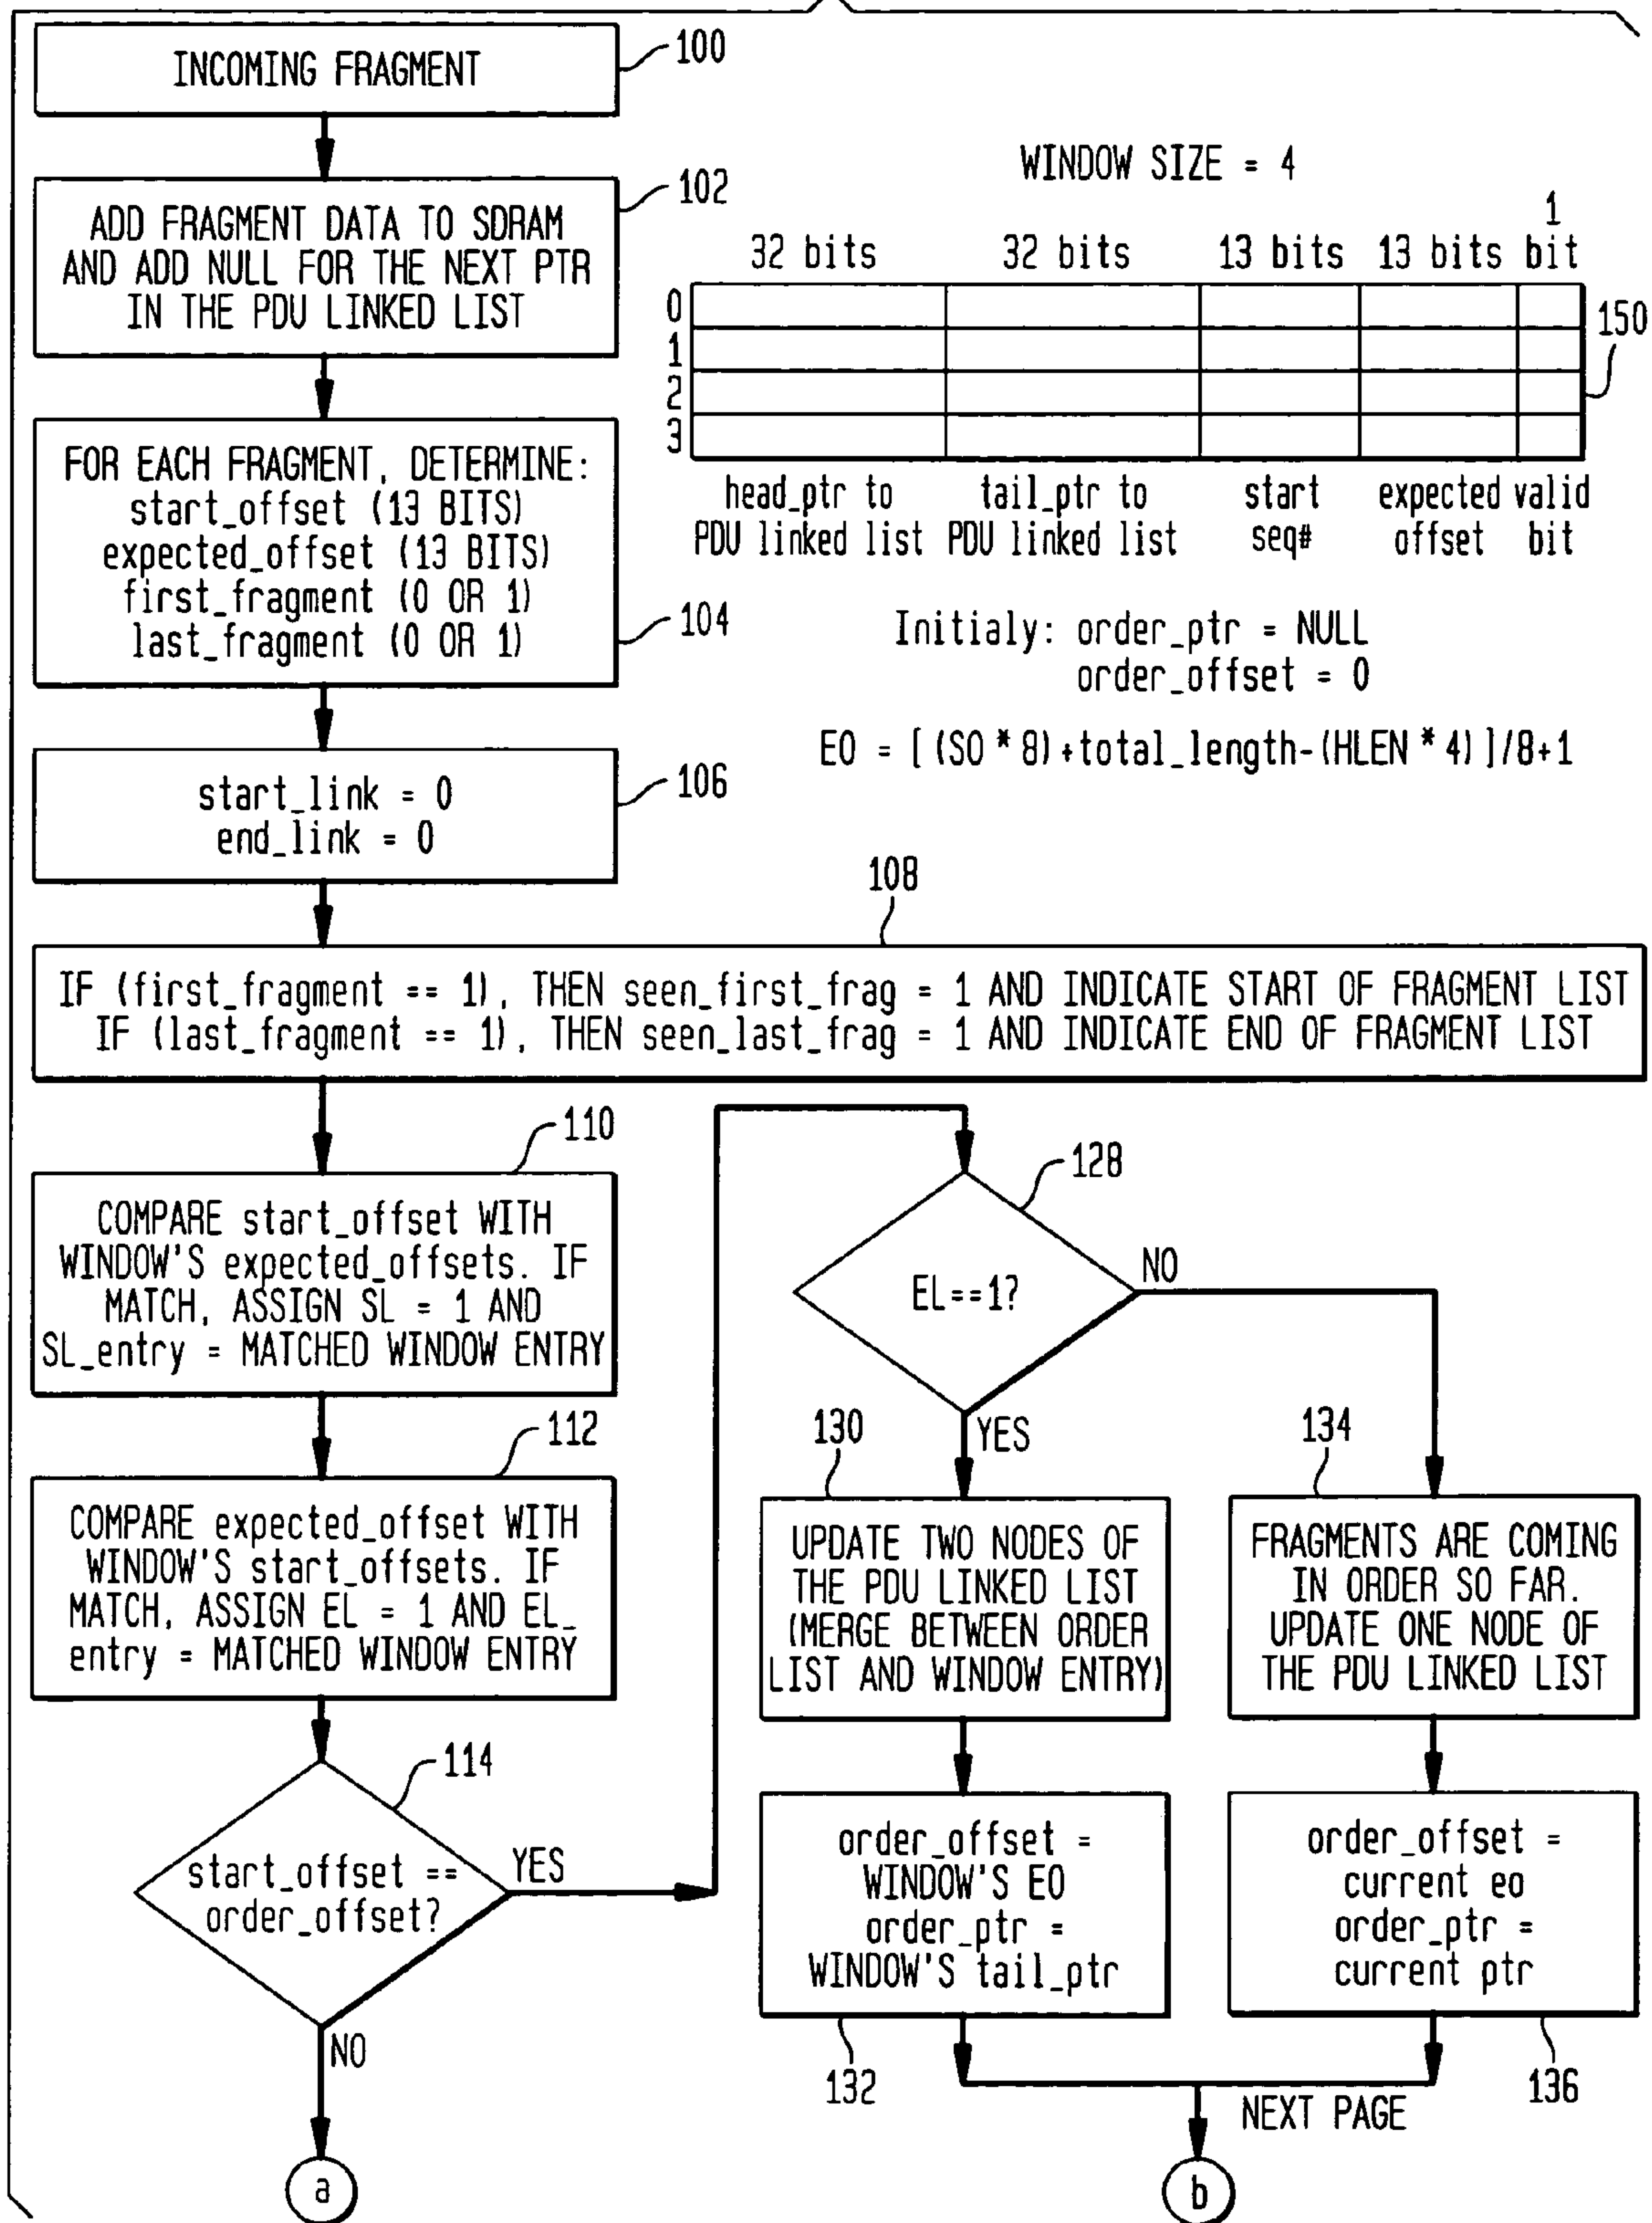 INCOMING FRAGMENT
100
ADD FRAGMENT DATA TO SDRAM
AND ADD NULL FOR THE NEXT PTR
IN THE PDU LINKED LIST
102
FOR EACH FRAGMENT, DETERMINE:
start_offset (13 BITS)
expected_offset (13 BITS)
first_fragment (0 OR 1)
last_fragment (0 OR 1)
104
start_link = 0
end_link = 0
106
WINDOW SIZE = 4
32 bits 32 bits 13 bits 13 bits 1 bit
0
1
2
3
150
head_ptr to tail_ptr to start expected valid
PDU linked list PDU linked list seq# offset bit
Initialy: order_ptr = NULL
order_offset = 0
EO = [ (SO * 8)+total_length-(HLEN * 4) ]/8+1
108
IF (first_fragment == 1), THEN seen_first_frag = 1 AND INDICATE START OF FRAGMENT LIST
IF (last_fragment == 1), THEN seen_last_frag = 1 AND INDICATE END OF FRAGMENT LIST
110
COMPARE start_offset WITH
WINDOW'S expected_offsets. IF
MATCH, ASSIGN SL = 1 AND
SL_entry = MATCHED WINDOW ENTRY
112
COMPARE expected_offset WITH
WINDOW'S start_offsets. IF
MATCH, ASSIGN EL = 1 AND EL_
entry = MATCHED WINDOW ENTRY
114
start_offset ==
order_offset?
YES
NO
a
128
EL==1?
NO
YES
130
UPDATE TWO NODES OF
THE PDU LINKED LIST
(MERGE BETWEEN ORDER
LIST AND WINDOW ENTRY)
134
FRAGMENTS ARE COMING
IN ORDER SO FAR.
UPDATE ONE NODE OF
THE PDU LINKED LIST
order_offset =
WINDOW'S EO
order_ptr =
WINDOW'S tail_ptr
132
order_offset =
current eo
order_ptr =
current ptr
136
NEXT PAGE
b